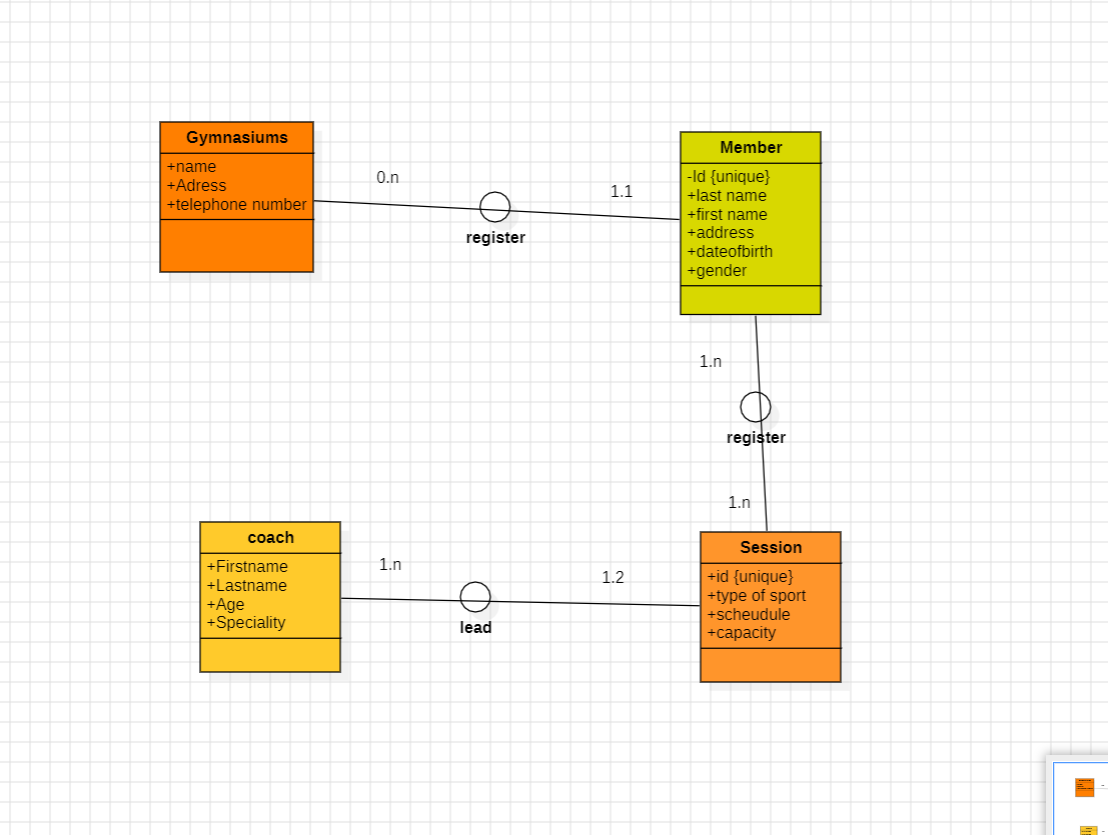 Gymnasiums
+name
+Adress
+telephone number
0.n
register
1.1
Member
-Id {unique}
+last name
+first name
+address
+dateofbirth
+gender
1.n
register
1.n
coach
+Firstname
+Lastname
+Age
+Speciality
1.n
lead
1.2
Session
+id {unique}
+type of sport
+scheudule
+capacity